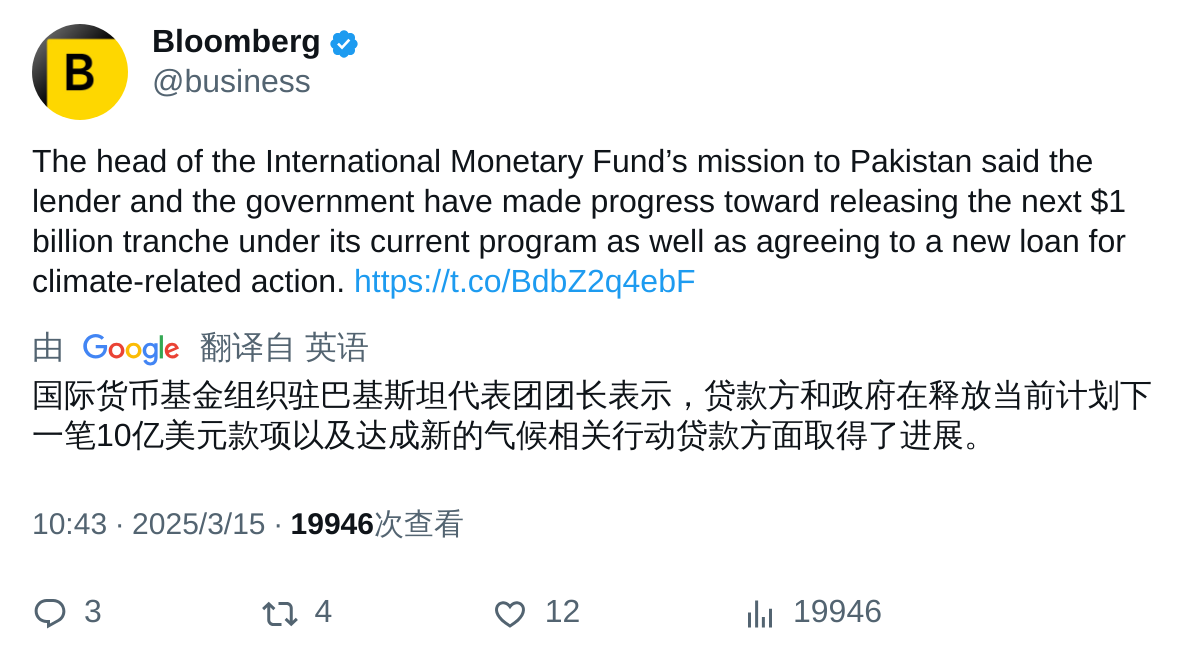 B
Bloomberg
@business
The head of the International Monetary Fund’s mission to Pakistan said the
lender and the government have made progress toward releasing the next $1
billion tranche under its current program as well as agreeing to a new loan for
climate-related action. https://t.co/BdbZ2q4ebF
由 Google 翻译自 英语
国际货币基金组织驻巴基斯坦代表团团长表示，贷款方和政府在释放当前计划下
一笔10亿美元款项以及达成新的气候相关行动贷款方面取得了进展。
10:43 · 2025/3/15 · 19946次查看
3 4 12 19946